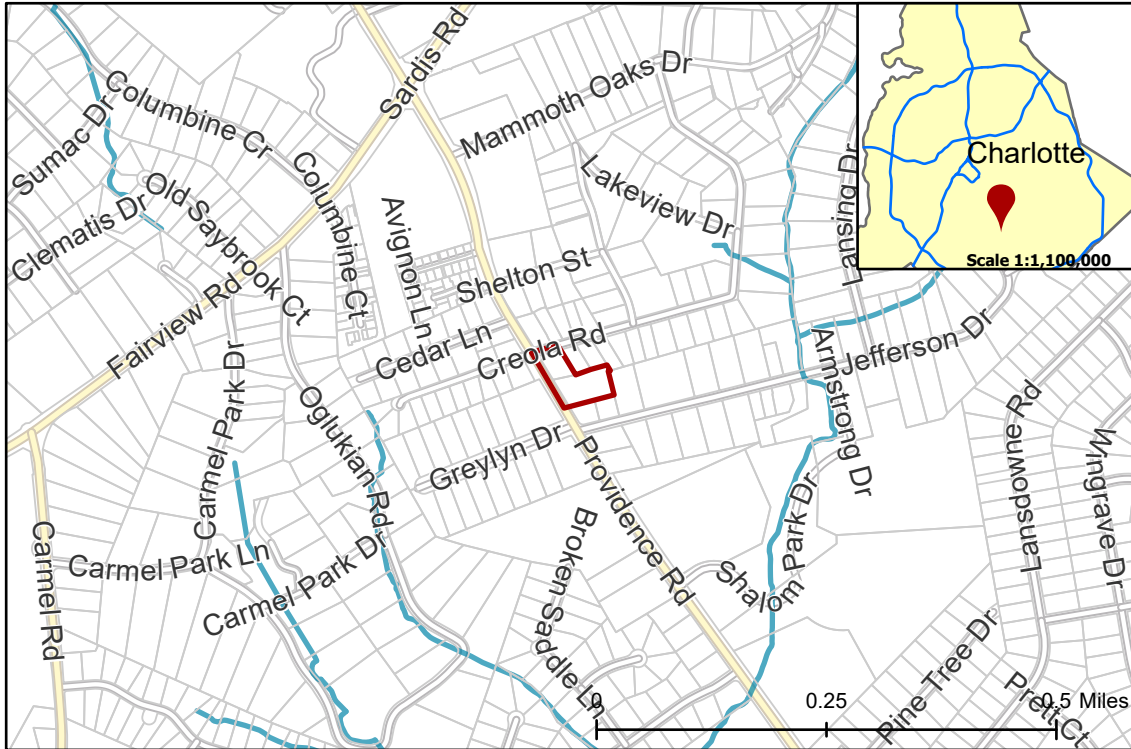 Sardis Rd
Columbine Cr
Mammoth Oaks Dr
Sumac Dr
Charlotte
Scale 1:1,100,000
Lakeview Dr
Lansing Dr
Old Saybrook Ct
Columbine Ct
Clematis Dr
Avignon Ln
Shelton St
Fairview Rd
Cedar Ln
Creola Rd
Jefferson Dr
Armstrong Dr
Carmel Park Dr
Oglukian Rd
Greylyn Dr
Providence Rd
Lansdowne Rd
Wingrave Dr
Carmel Rd
Carmel Park Ln
Carmel Park Dr
Broken Saddle Ln
Shalom Park Dr
Pine Tree Dr
Prett Ct
0 0.25 0.5 Miles